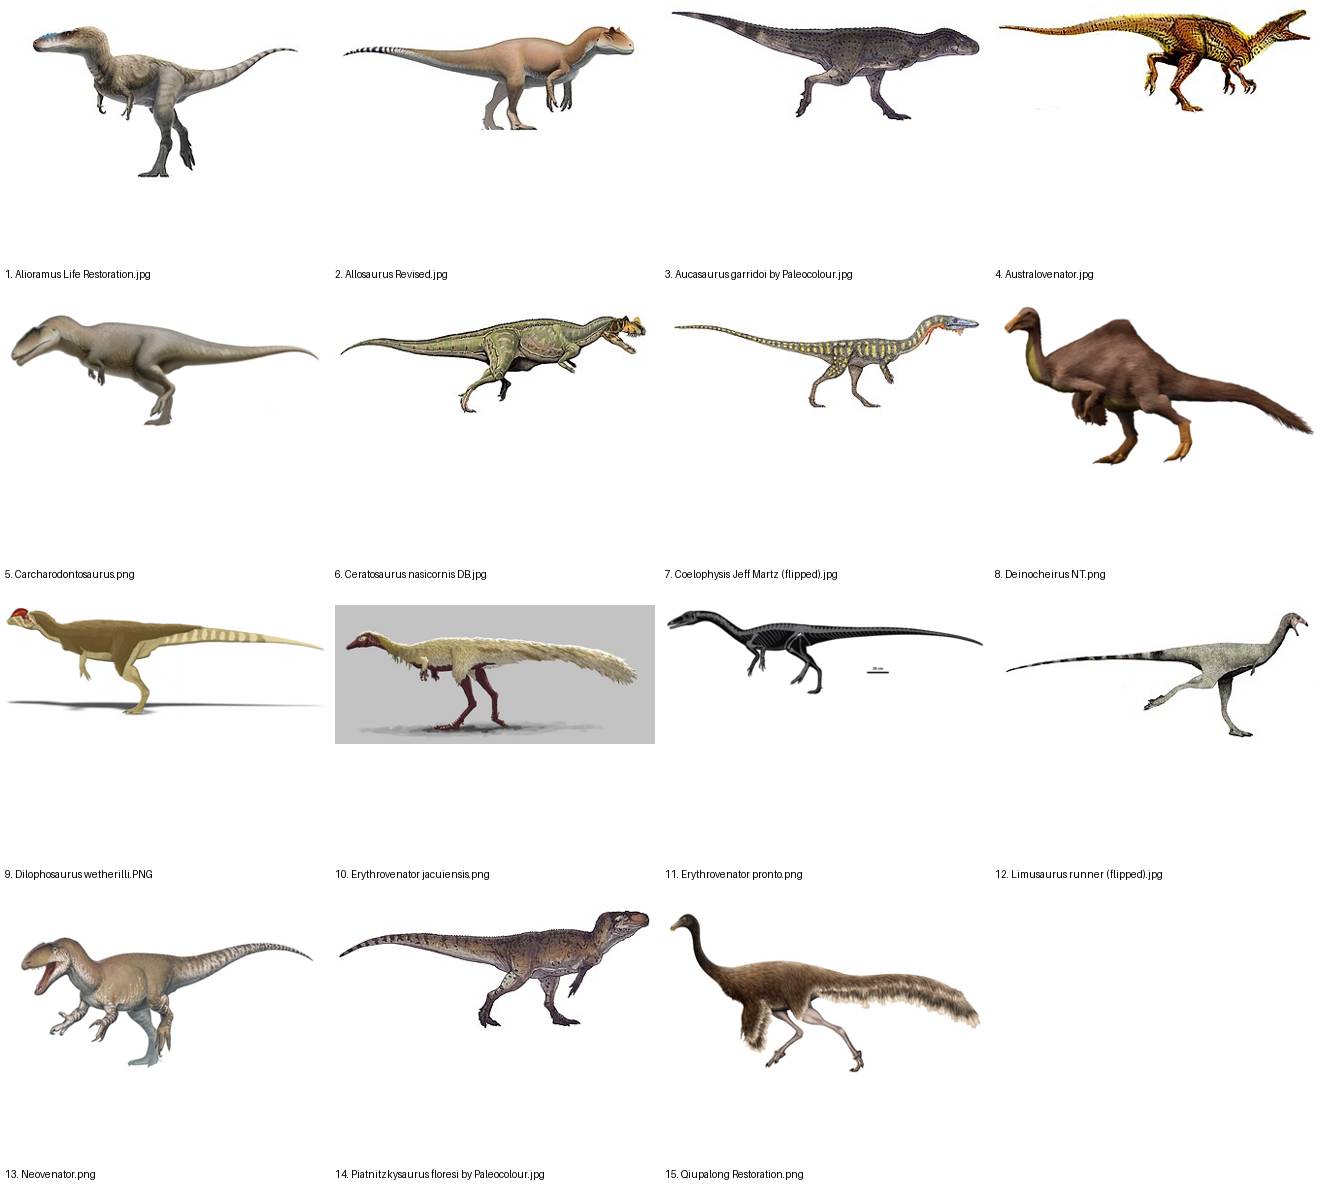 1. Alioramus Life Restoration.jpg
2. Allosaurus Revised.jpg
3. Aucasaurus garridoi by Paleocolour.jpg
4. Australovenator.jpg
5. Carcharodontosaurus.png
6. Ceratosaurus nasicornis DB.jpg
7. Coelophysis Jeff Martz (flipped).jpg
8. Deinocheirus NT.png
9. Dilophosaurus wetherilli.PNG
10. Erythrovenator jacuiensis.png
11. Erythrovenator pronto.png
12. Limusaurus runner (flipped).jpg
13. Neovenator.png
14. Piatnitzkysaurus floresi by Paleocolour.jpg
15. Qiupalong Restoration.png